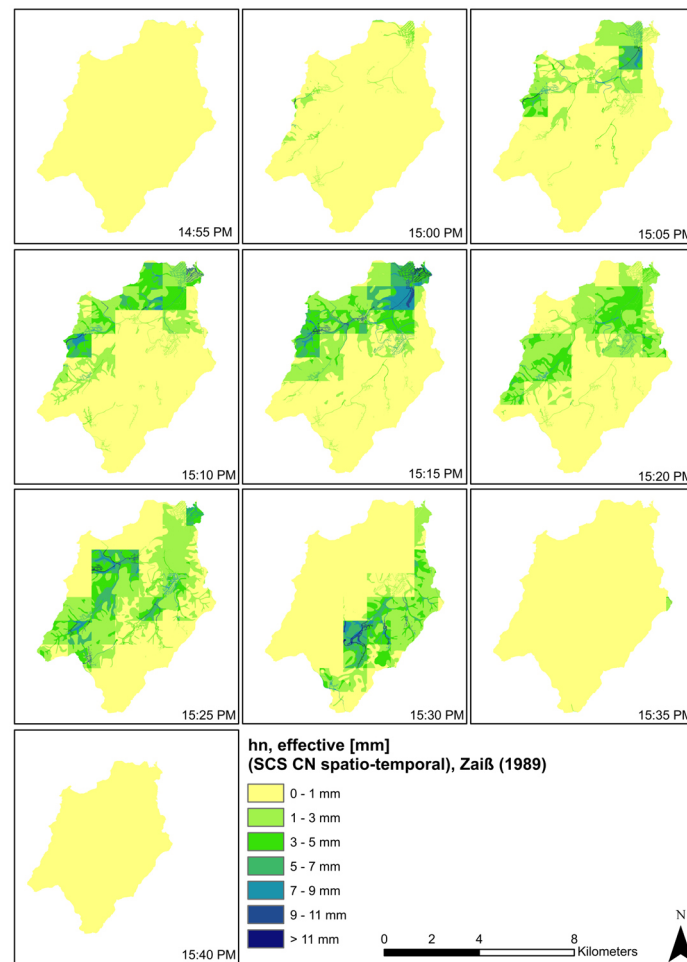 14:55 PM
15:00 PM
15:05 PM
15:10 PM
15:15 PM
15:20 PM
15:25 PM
15:30 PM
15:35 PM
15:40 PM
hn, effective [mm]
(SCS CN spatio-temporal), Zaiß (1989)
0 - 1 mm
1 - 3 mm
3 - 5 mm
5 - 7 mm
7 - 9 mm
9 - 11 mm
> 11 mm
0 2 4 8
Kilometers
N